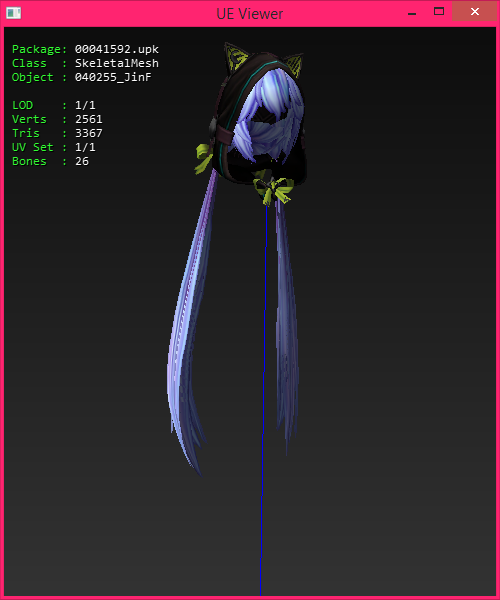 UE Viewer
Package: 00041592.upk
Class  : SkeletalMesh
Object : 040255_JinF
LOD    : 1/1
Verts  : 2561
Tris   : 3367
UV Set : 1/1
Bones  : 26